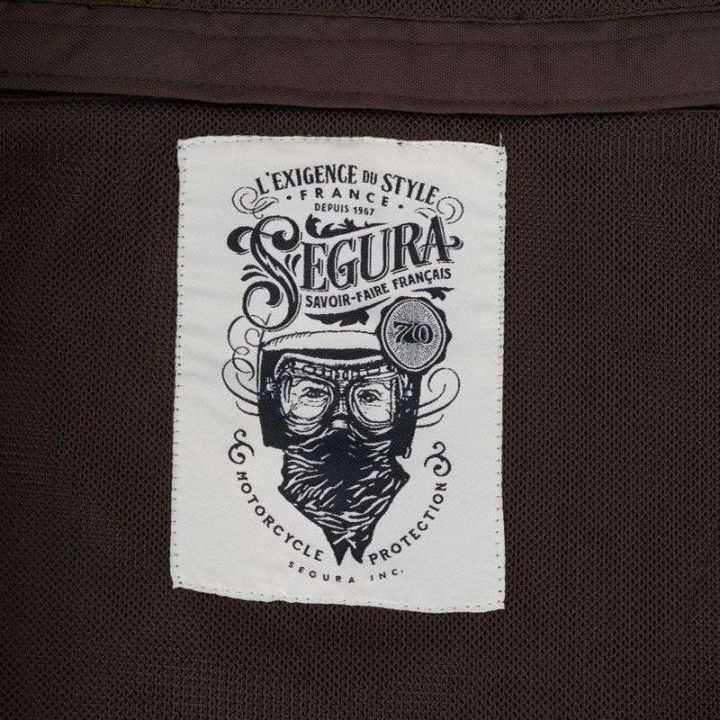 L'EXIGENCE DU STYLE
• FRANCE •
DEPUIS 1967
SEGURA
SAVOIR-FAIRE FRANÇAIS
70
MOTORCYCLE PROTECTION
SEGURA INC.